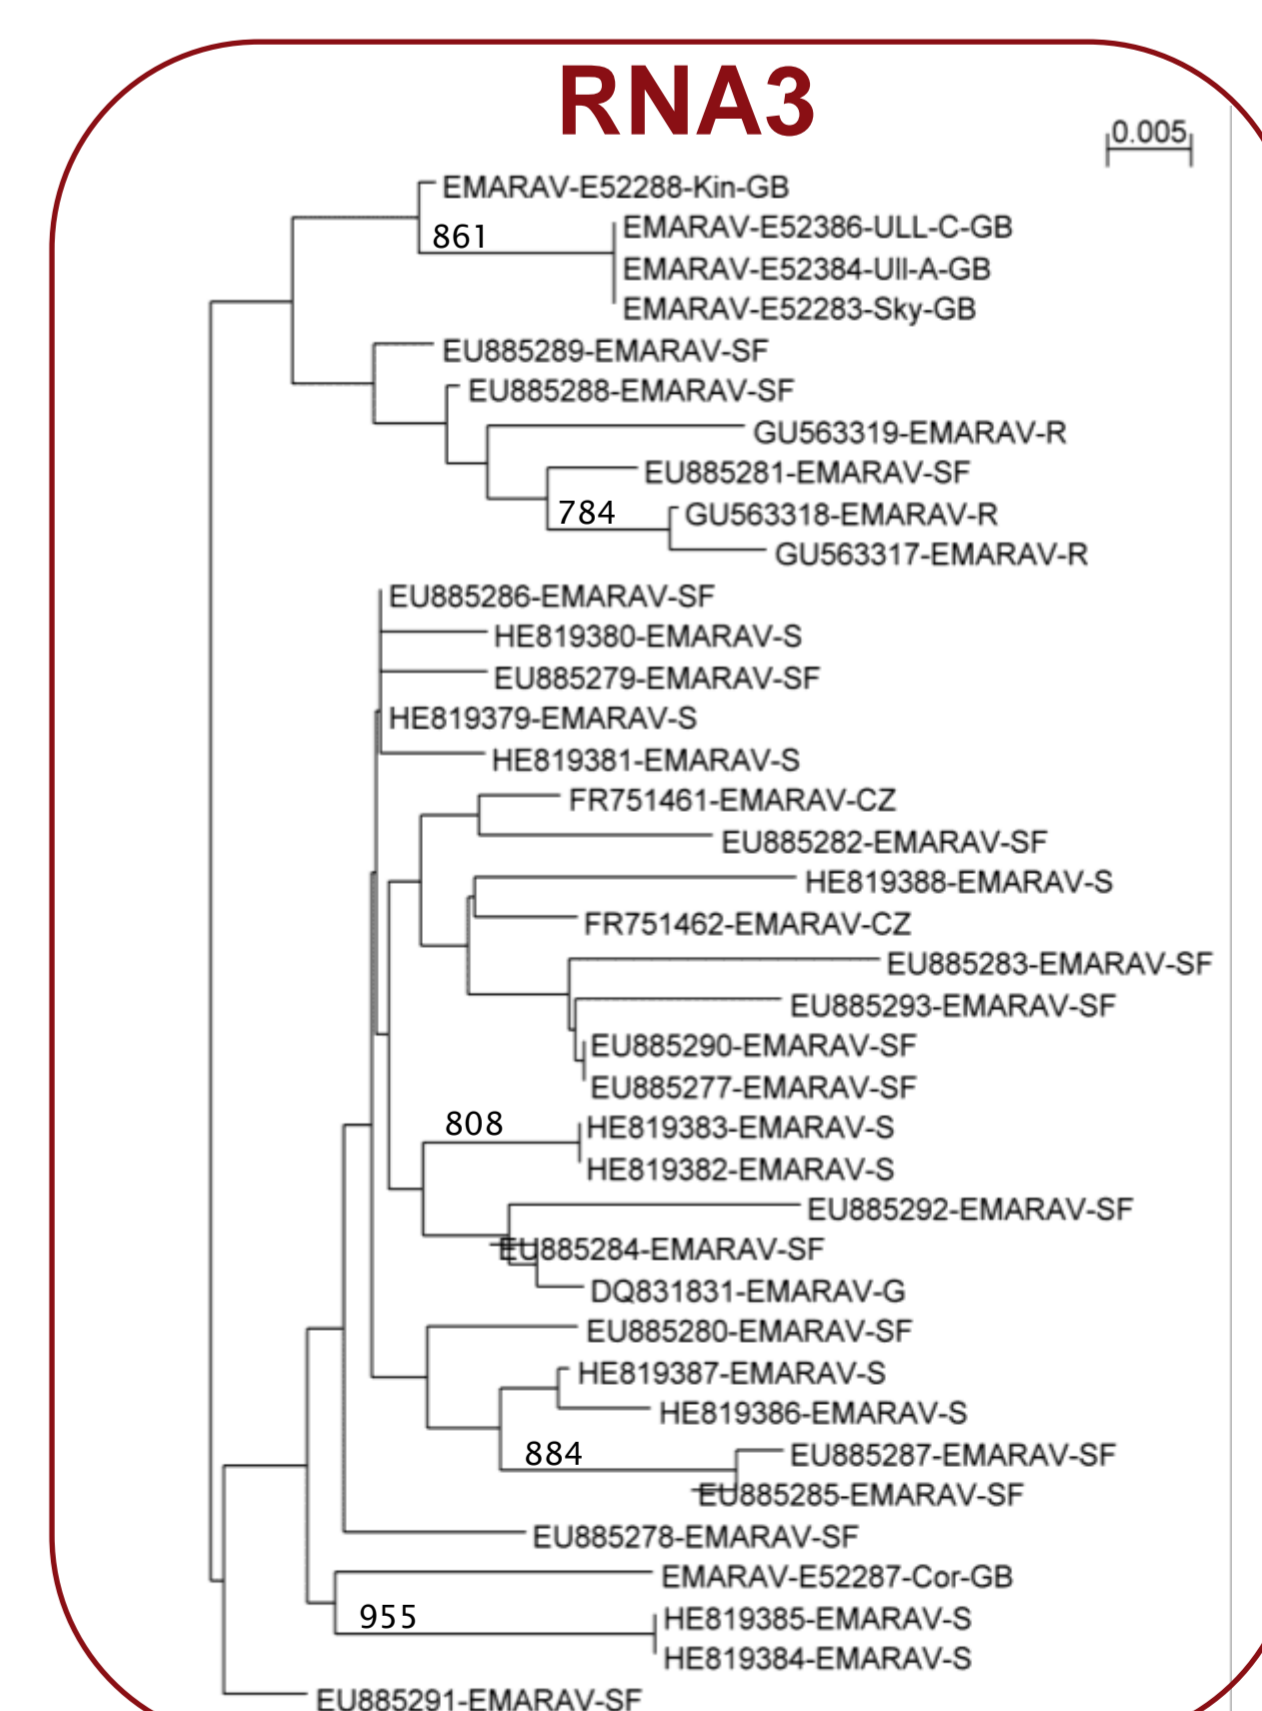 RNA3
0.005
EMARAV-E52288-Kin-GB
861
EMARAV-E52386-ULL-C-GB
EMARAV-E52384-Ull-A-GB
EMARAV-E52283-Sky-GB
EU885289-EMARAV-SF
EU885288-EMARAV-SF
GU563319-EMARAV-R
EU885281-EMARAV-SF
784
GU563318-EMARAV-R
GU563317-EMARAV-R
EU885286-EMARAV-SF
HE819380-EMARAV-S
EU885279-EMARAV-SF
HE819379-EMARAV-S
HE819381-EMARAV-S
FR751461-EMARAV-CZ
EU885282-EMARAV-SF
HE819388-EMARAV-S
FR751462-EMARAV-CZ
EU885283-EMARAV-SF
EU885293-EMARAV-SF
EU885290-EMARAV-SF
EU885277-EMARAV-SF
808
HE819383-EMARAV-S
HE819382-EMARAV-S
EU885292-EMARAV-SF
EU885284-EMARAV-SF
DQ831831-EMARAV-G
EU885280-EMARAV-SF
HE819387-EMARAV-S
HE819386-EMARAV-S
884
EU885287-EMARAV-SF
EU885285-EMARAV-SF
EU885278-EMARAV-SF
EMARAV-E52287-Cor-GB
955
HE819385-EMARAV-S
HE819384-EMARAV-S
EU885291-EMARAV-SF